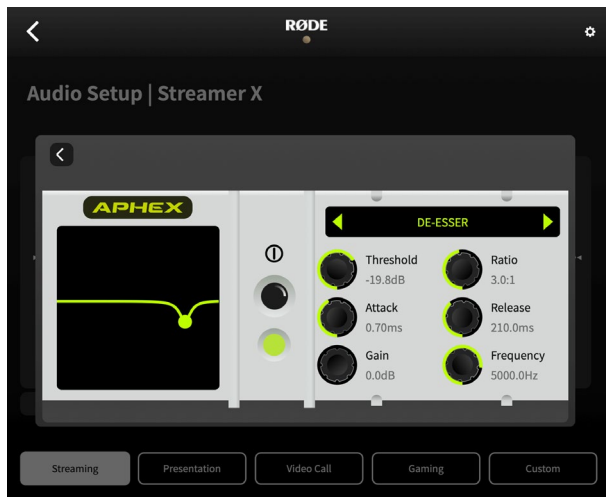 RØDE
Audio Setup | Streamer X
APHEX
DE-ESSER
Threshold
-19.8dB
Ratio
3.0:1
Attack
0.70ms
Release
210.0ms
Gain
0.0dB
Frequency
5000.0Hz
Streaming
Presentation
Video Call
Gaming
Custom